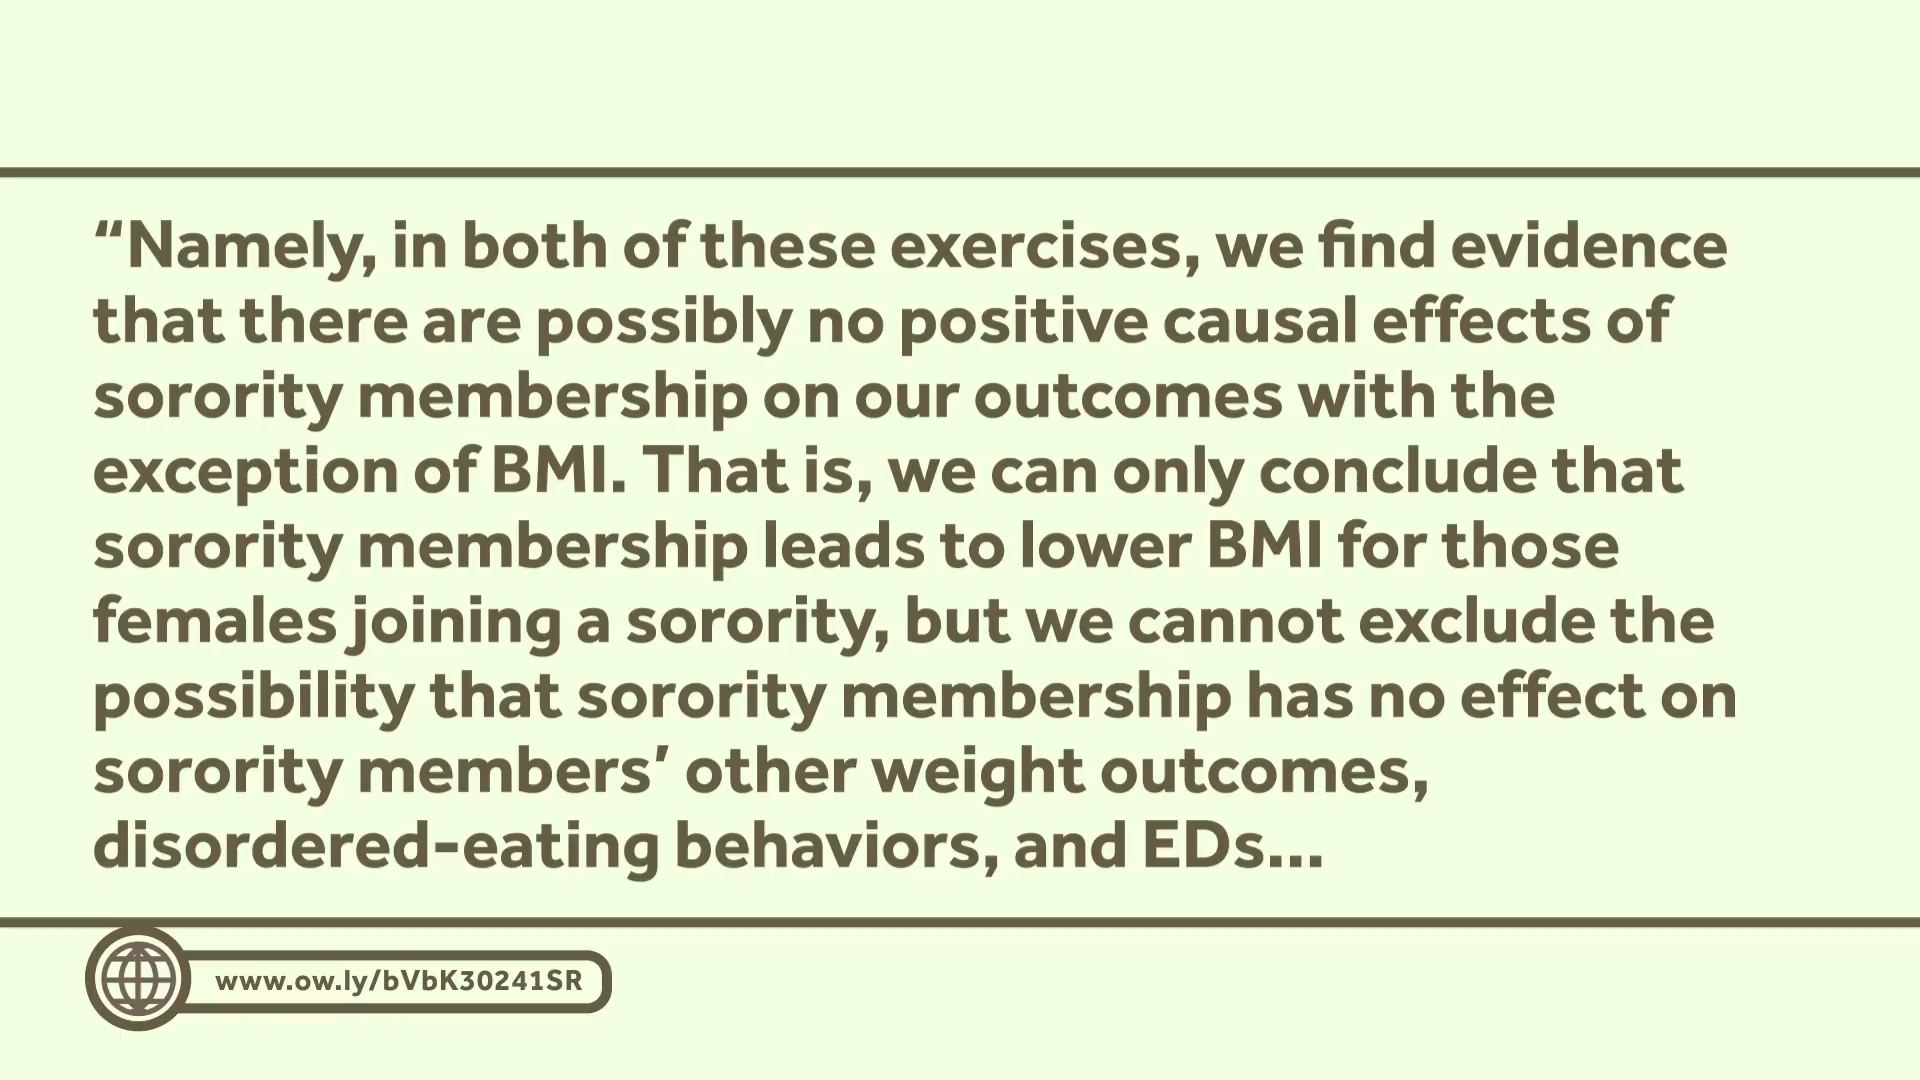 “Namely, in both of these exercises, we find evidence
that there are possibly no positive causal effects of
sorority membership on our outcomes with the
exception of BMI. That is, we can only conclude that
sorority membership leads to lower BMI for those
females joining a sorority, but we cannot exclude the
possibility that sorority membership has no effect on
sorority members’ other weight outcomes,
disordered-eating behaviors, and EDs...
www.ow.ly/bVbK30241SR